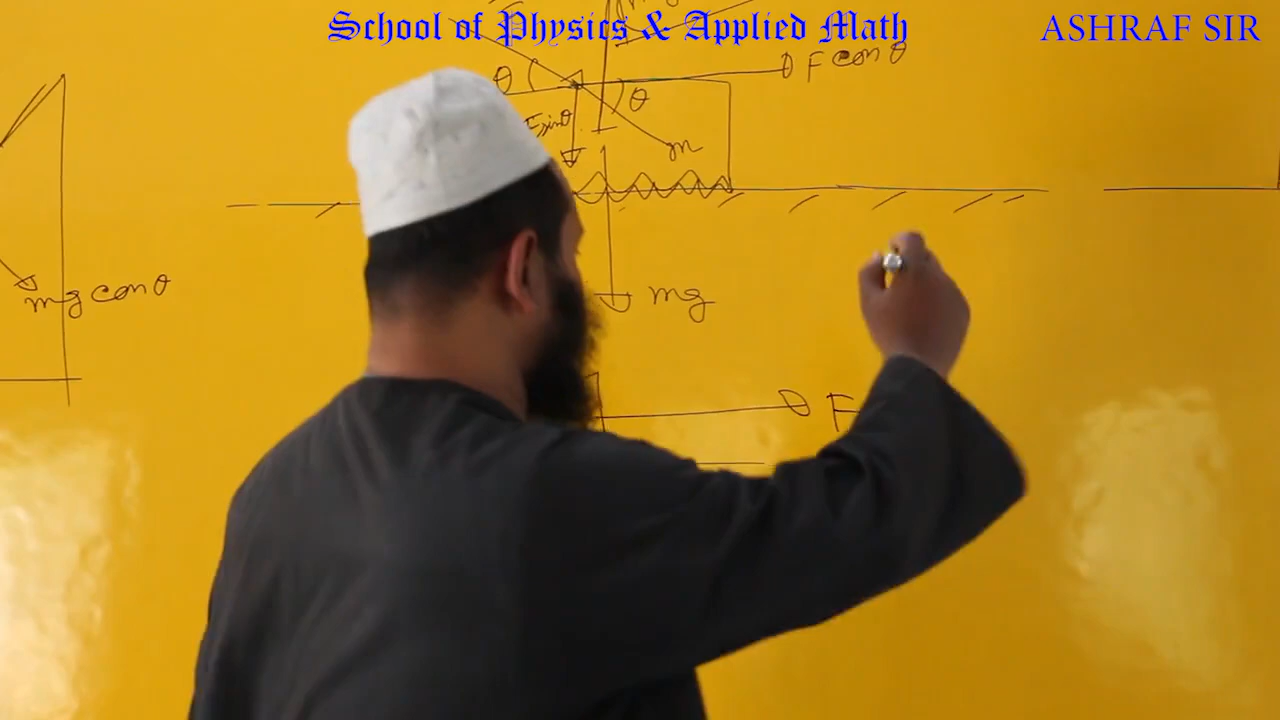 School of Physics & Applied Math
ASHRAF SIR
F cos θ
θ
θ
F sin θ
m
mg cos θ
mg
F